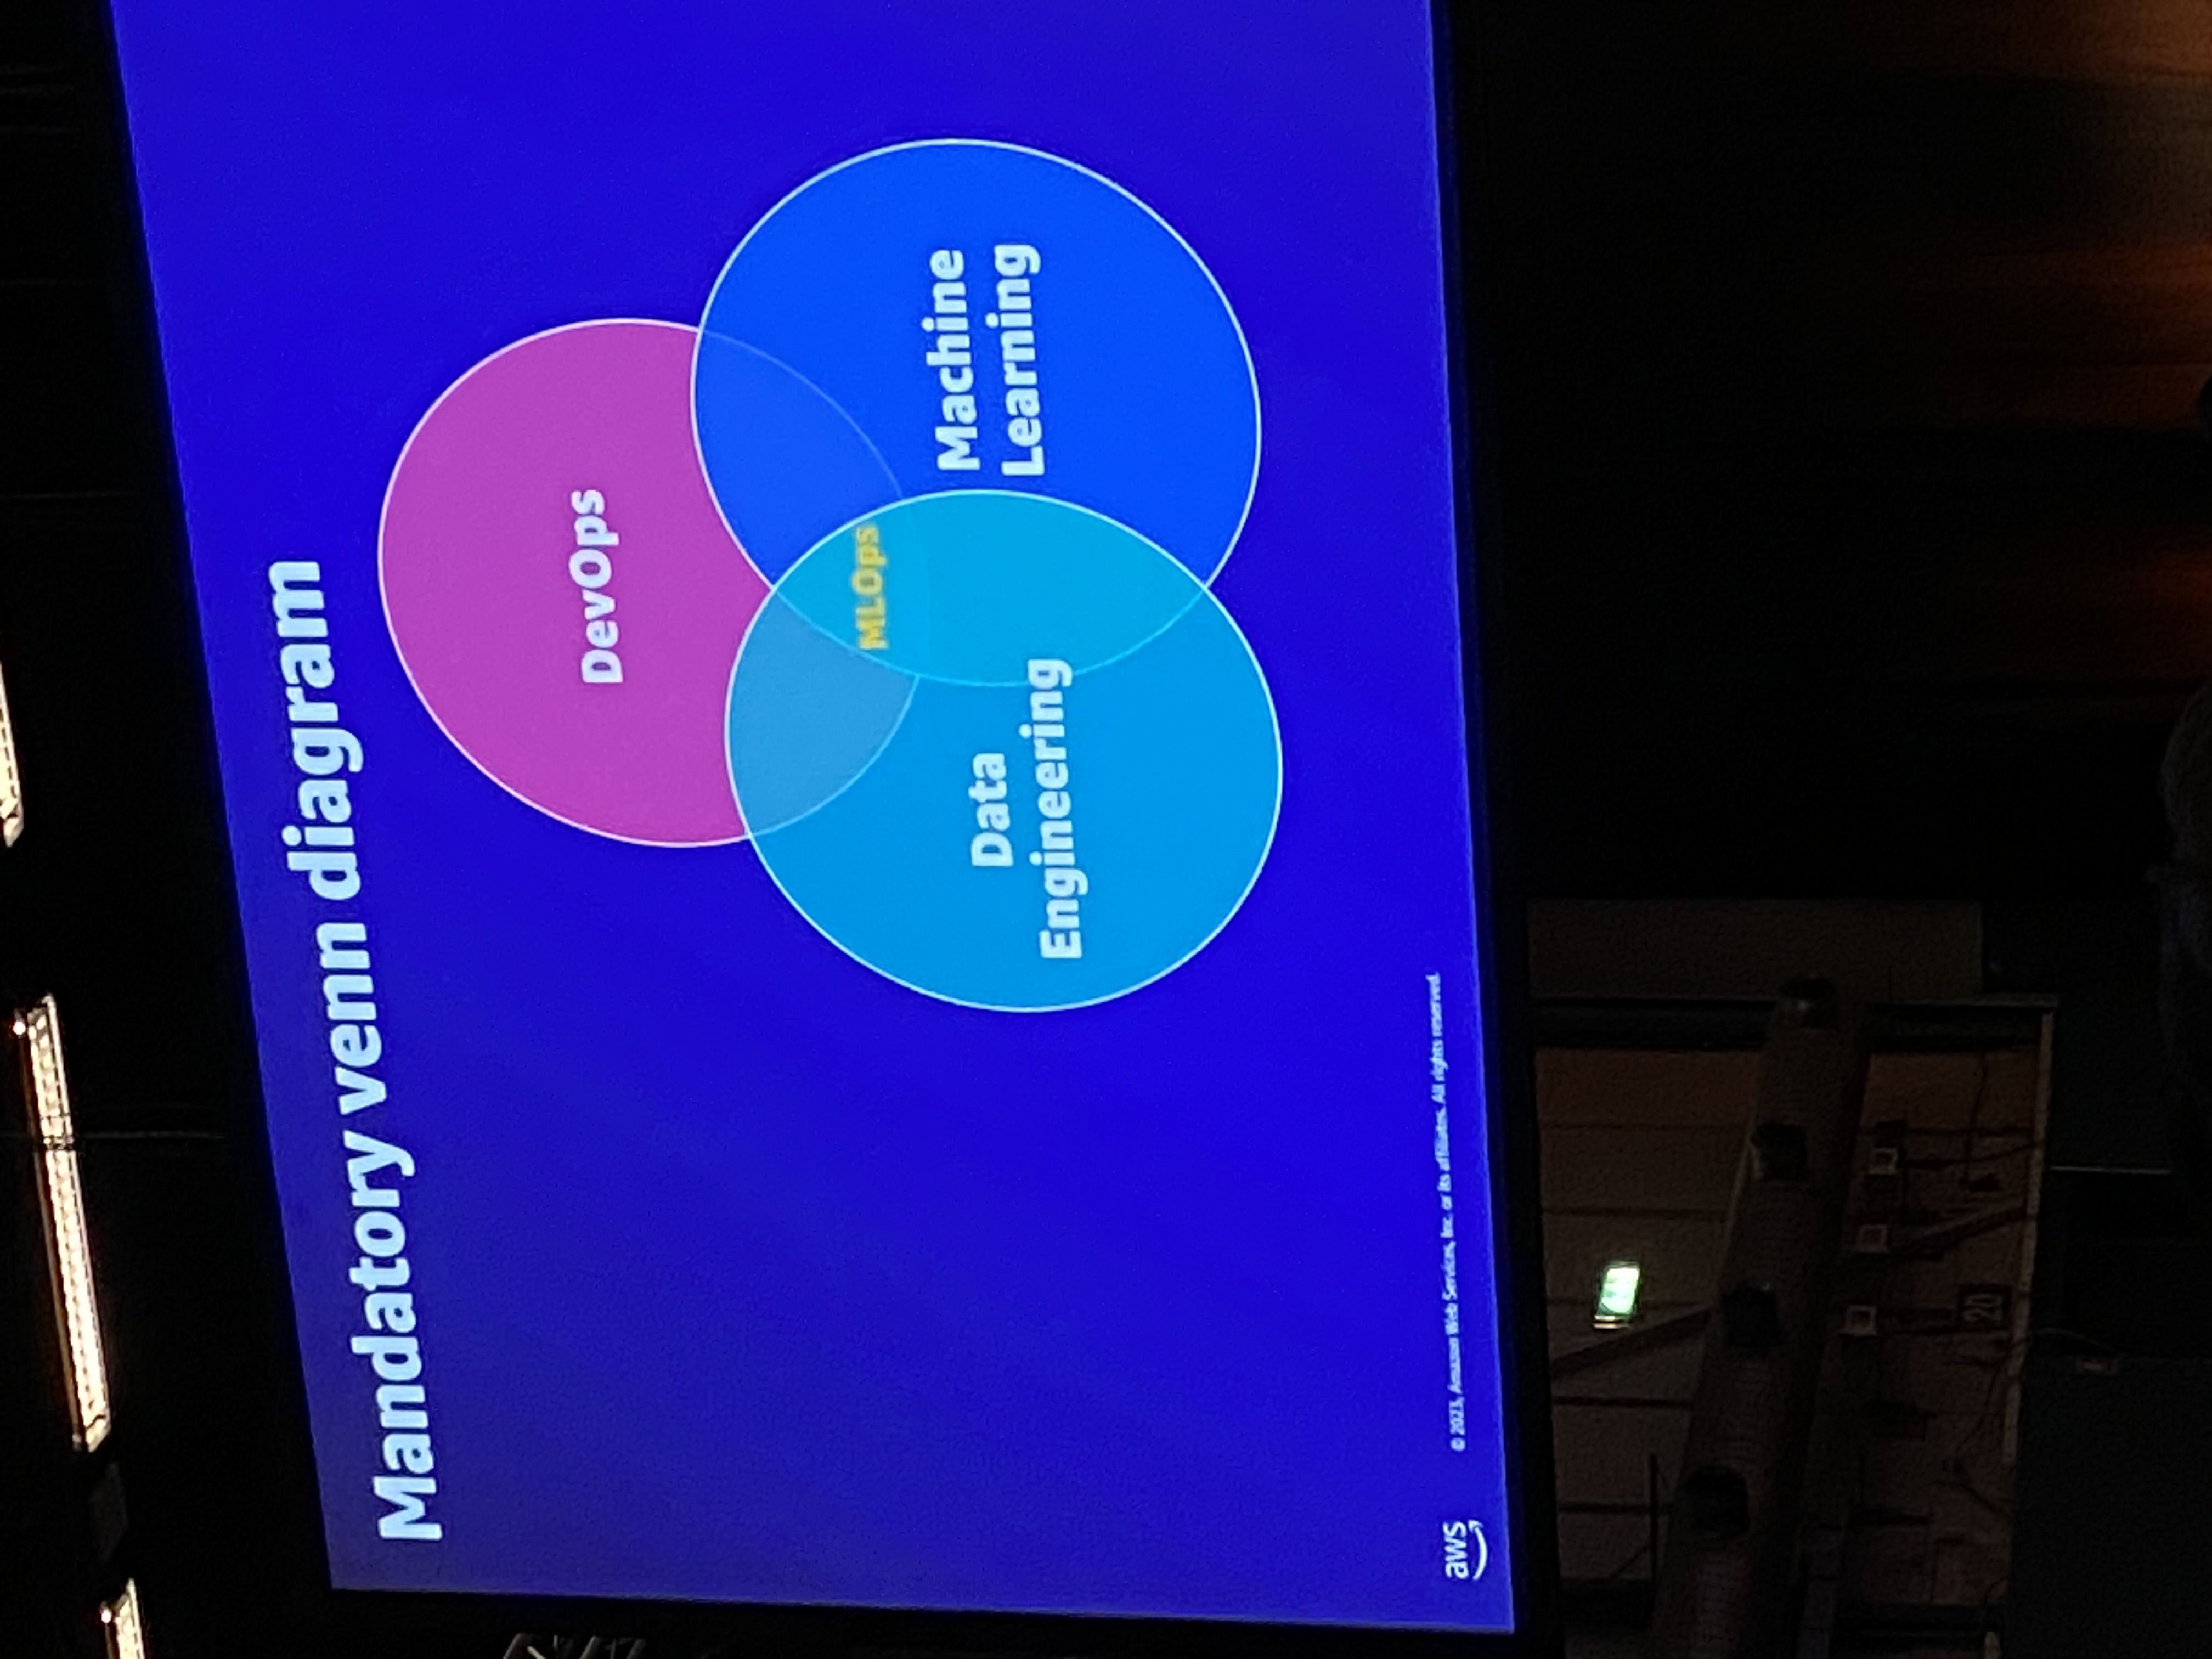 Mandatory venn diagram
DevOps
MLOps
Data
Engineering
Machine
Learning
aws
© 2023, Amazon Web Services, Inc. or its affiliates. All rights reserved.
20